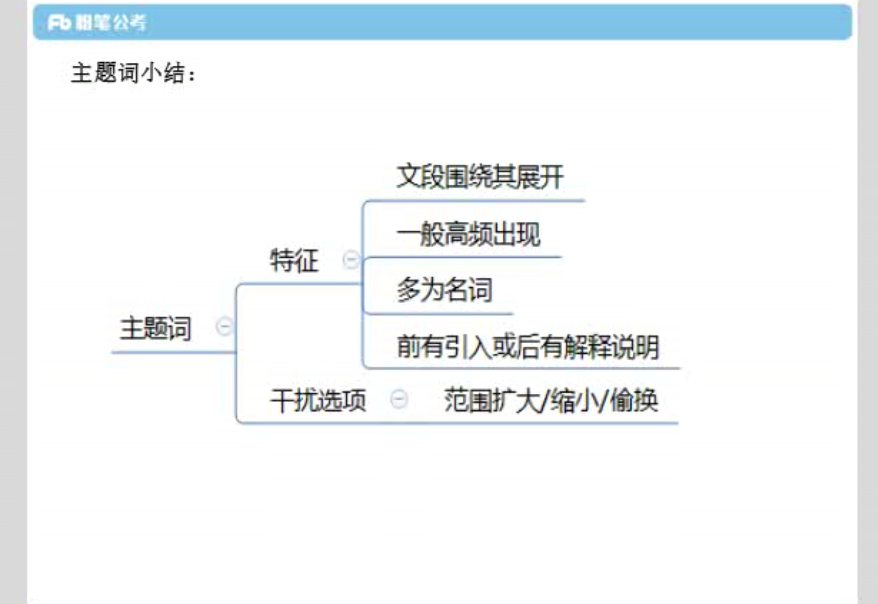 Fb 粉笔公考
主题词小结：
文段围绕其展开
一般高频出现
特征
多为名词
主题词
前有引入或后有解释说明
干扰选项
范围扩大/缩小/偷换